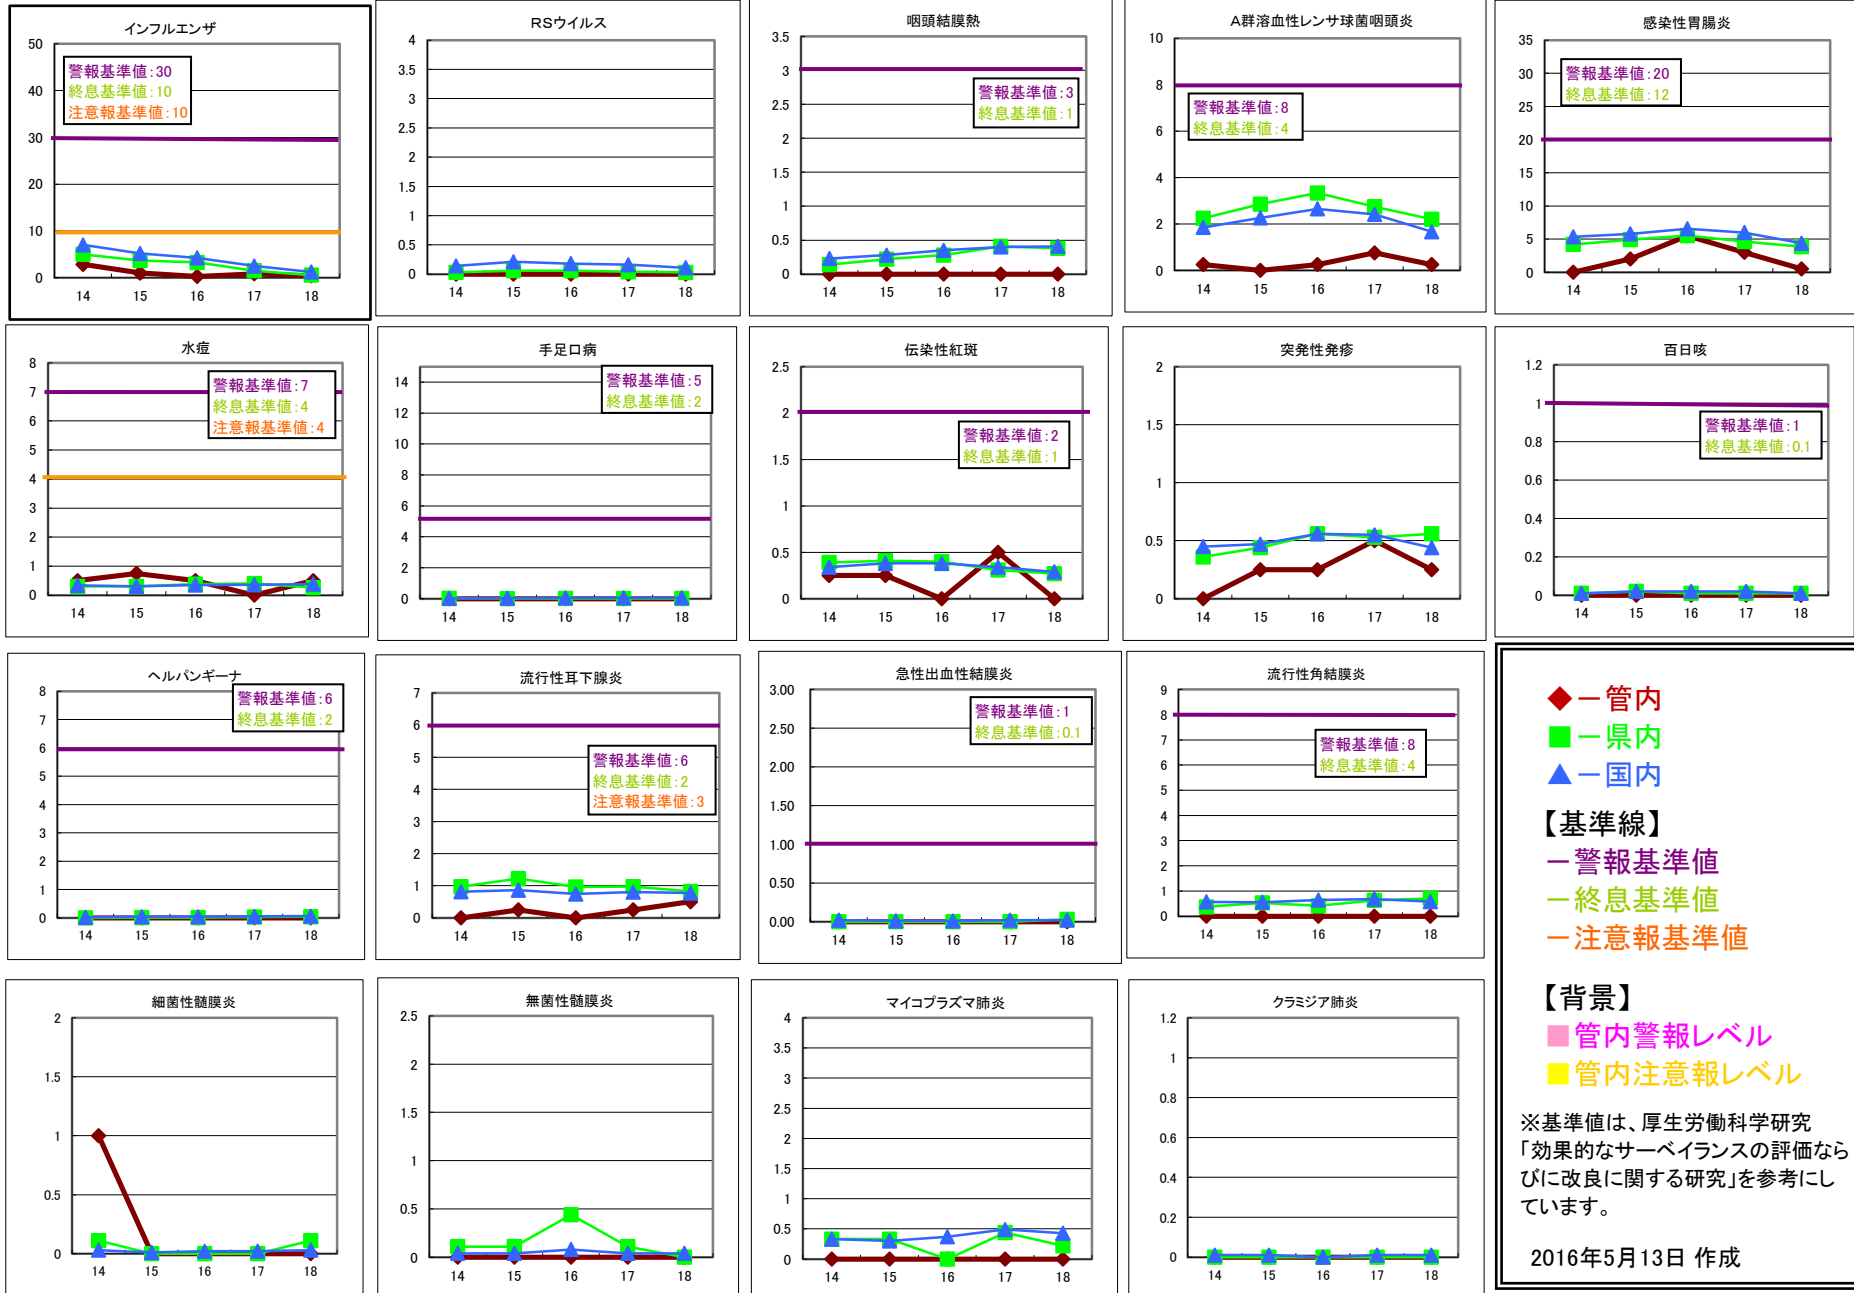 インフルエンザ
50
40
30
20
10
0
警報基準値:30
終息基準値:10
注意報基準値:10
14 15 16 17 18
RSウイルス
4
3.5
3
2.5
2
1.5
1
0.5
0
14 15 16 17 18
咽頭結膜熱
3.5
3
2.5
2
1.5
1
0.5
0
警報基準値:3
終息基準値:1
14 15 16 17 18
A群溶血性レンサ球菌咽頭炎
10
8
6
4
2
0
警報基準値:8
終息基準値:4
14 15 16 17 18
感染性胃腸炎
35
30
25
20
15
10
5
0
警報基準値:20
終息基準値:12
14 15 16 17 18
水痘
8
7
6
5
4
3
2
1
0
警報基準値:7
終息基準値:4
注意報基準値:4
14 15 16 17 18
手足口病
14
12
10
8
6
4
2
0
警報基準値:5
終息基準値:2
14 15 16 17 18
伝染性紅斑
2.5
2
1.5
1
0.5
0
警報基準値:2
終息基準値:1
14 15 16 17 18
突発性発疹
2
1.5
1
0.5
0
14 15 16 17 18
百日咳
1.2
1
0.8
0.6
0.4
0.2
0
警報基準値:1
終息基準値:0.1
14 15 16 17 18
ヘルパンギーナ
8
7
6
5
4
3
2
1
0
警報基準値:6
終息基準値:2
14 15 16 17 18
流行性耳下腺炎
7
6
5
4
3
2
1
0
警報基準値:6
終息基準値:2
注意報基準値:3
14 15 16 17 18
急性出血性結膜炎
3.00
2.50
2.00
1.50
1.00
0.50
0.00
警報基準値:1
終息基準値:0.1
14 15 16 17 18
流行性角結膜炎
9
8
7
6
5
4
3
2
1
0
警報基準値:8
終息基準値:4
14 15 16 17 18
細菌性髄膜炎
2
1.5
1
0.5
0
14 15 16 17 18
無菌性髄膜炎
2.5
2
1.5
1
0.5
0
14 15 16 17 18
マイコプラズマ肺炎
4
3.5
3
2.5
2
1.5
1
0.5
0
14 15 16 17 18
クラミジア肺炎
1.2
1
0.8
0.6
0.4
0.2
0
14 15 16 17 18
◆－管内
■－県内
▲－国内
【基準線】
－警報基準値
－終息基準値
－注意報基準値
【背景】
■管内警報レベル
■管内注意報レベル
※基準値は、厚生労働科学研究
「効果的なサーベイランスの評価なら
びに改良に関する研究」を参考にし
ています。
2016年5月13日 作成